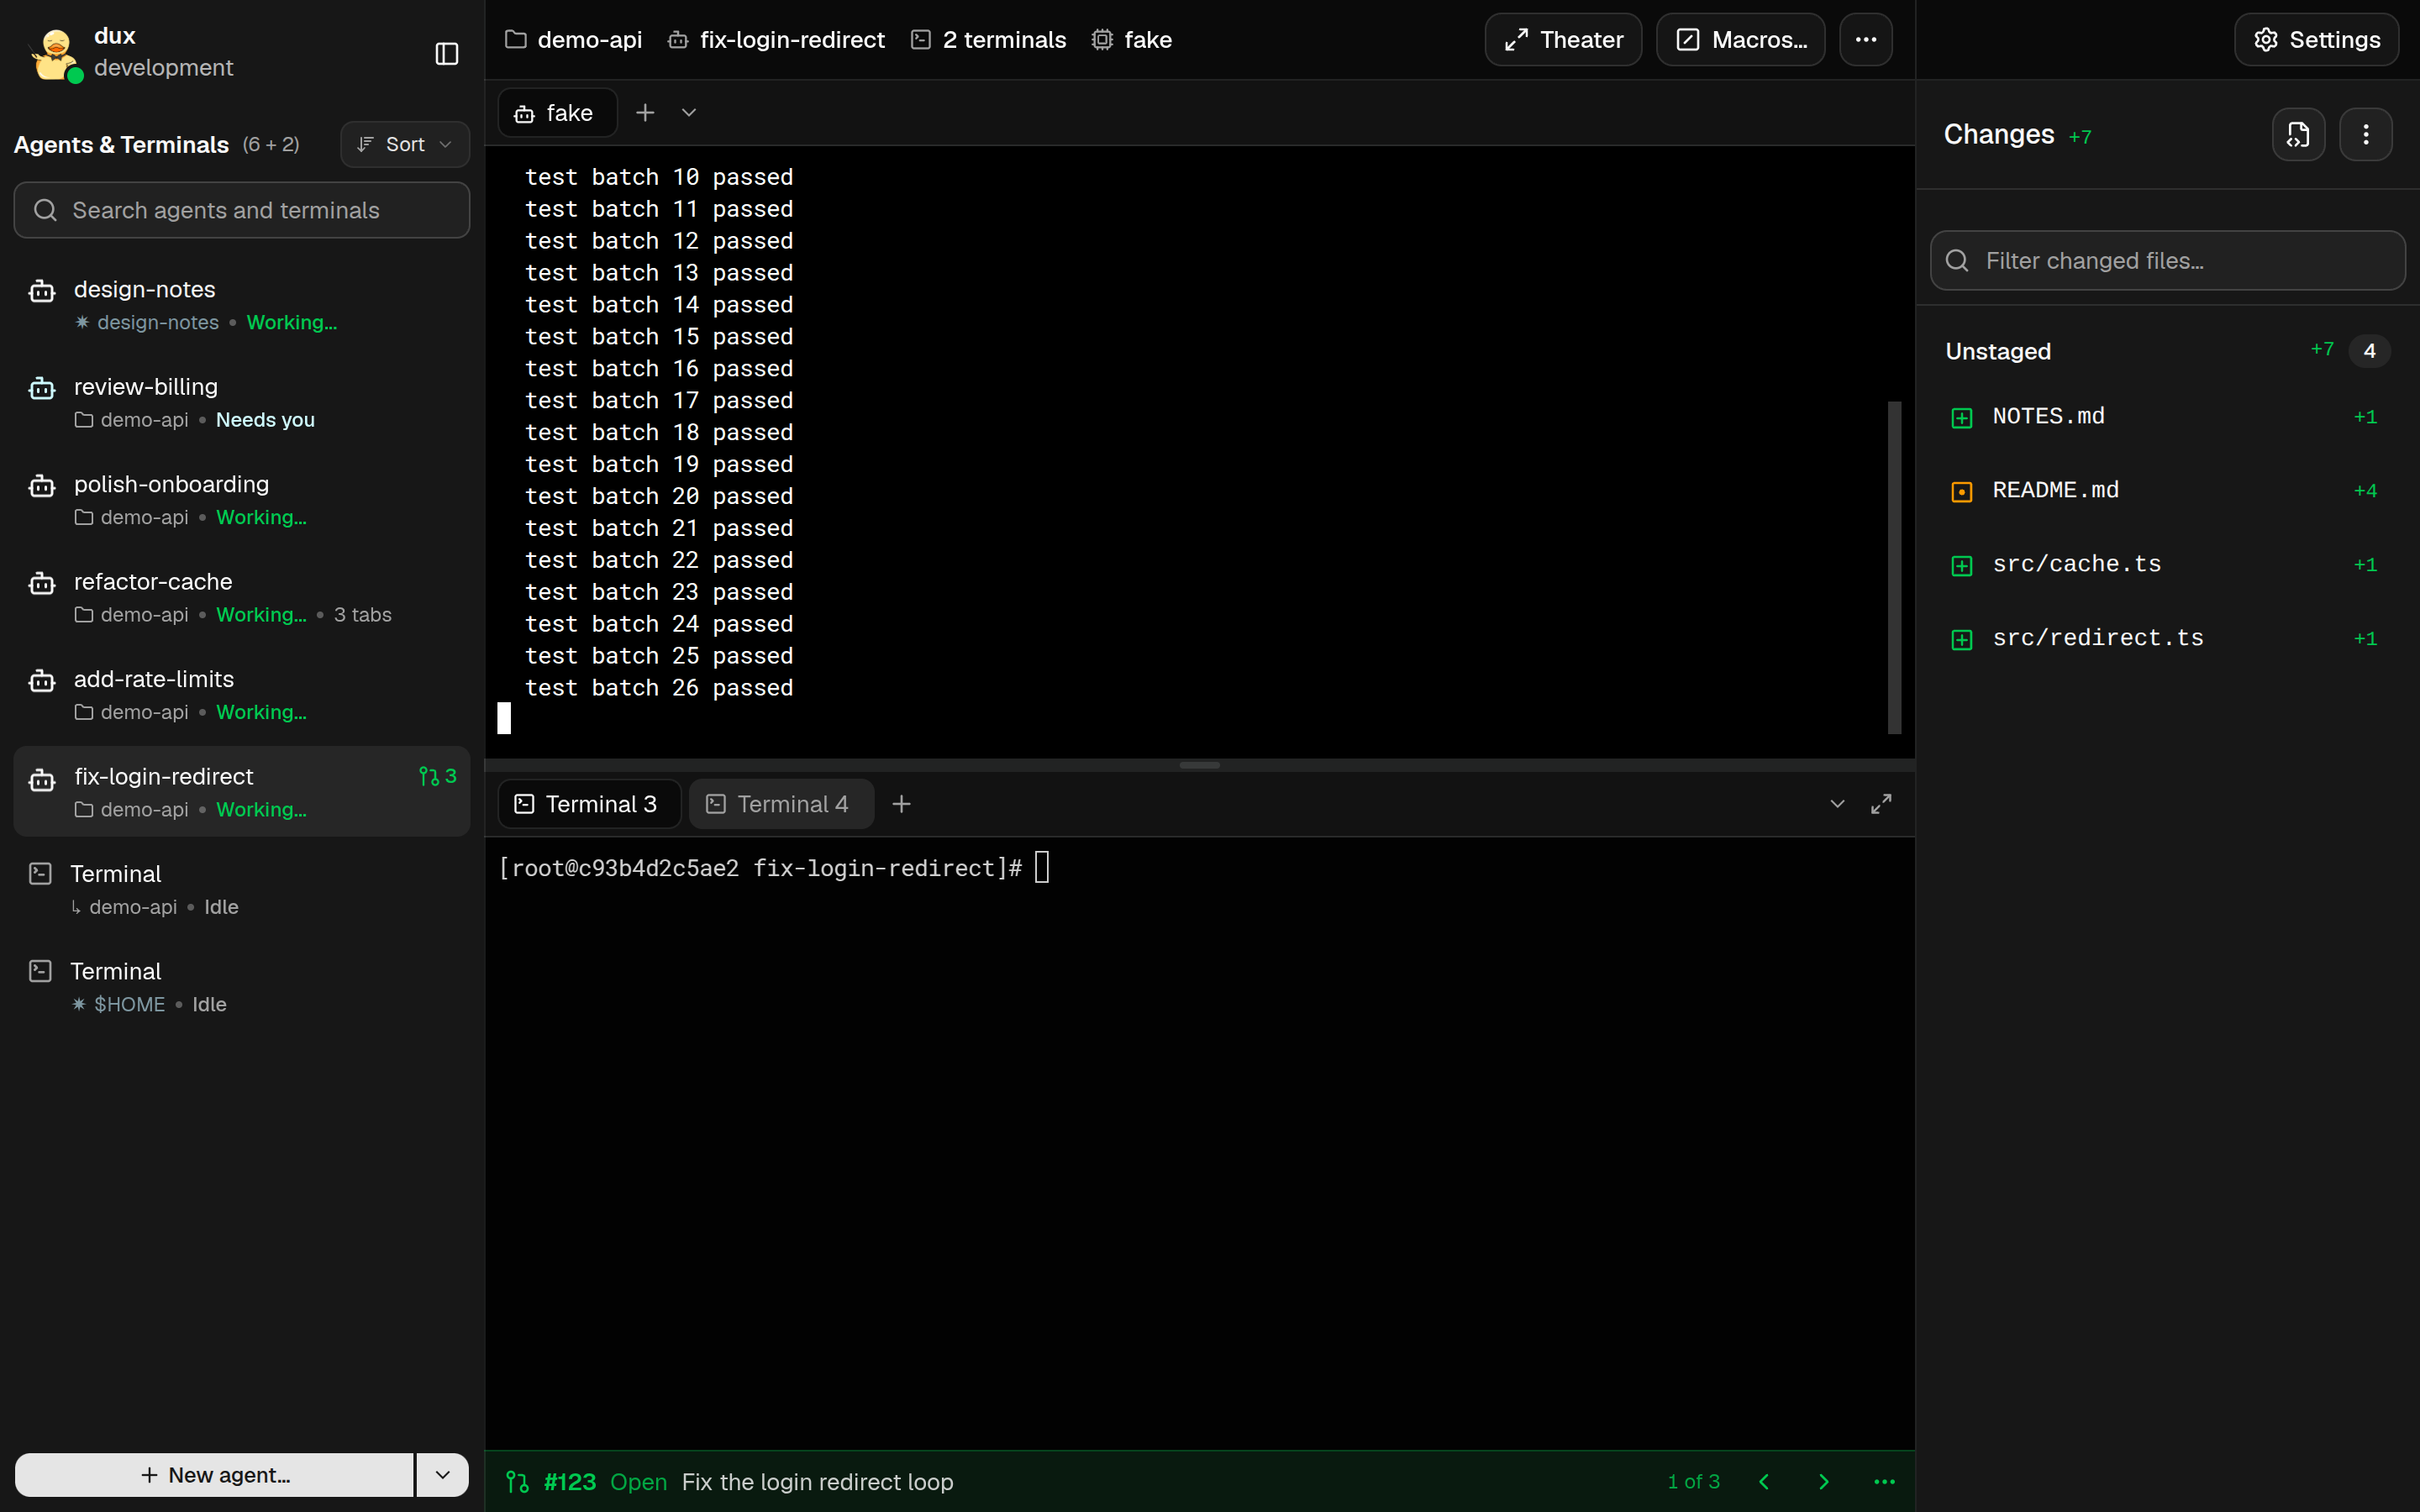 dux
development
Agents & Terminals (6 + 2) Sort
Search agents and terminals
design-notes
design-notes • Working…
review-billing
demo-api • Needs you
polish-onboarding
demo-api • Working…
refactor-cache
demo-api • Working… • 3 tabs
add-rate-limits
demo-api • Working…
fix-login-redirect 3
demo-api • Working…
Terminal
↳ demo-api • Idle
Terminal
✷ $HOME • Idle
+ New agent…
demo-api fix-login-redirect 2 terminals fake
Theater Macros… ···
fake
test batch 10 passed
test batch 11 passed
test batch 12 passed
test batch 13 passed
test batch 14 passed
test batch 15 passed
test batch 16 passed
test batch 17 passed
test batch 18 passed
test batch 19 passed
test batch 20 passed
test batch 21 passed
test batch 22 passed
test batch 23 passed
test batch 24 passed
test batch 25 passed
test batch 26 passed
Terminal 3 Terminal 4
[root@c93b4d2c5ae2 fix-login-redirect]#
#123 Open Fix the login redirect loop 1 of 3
Settings
Changes +7
Filter changed files…
Unstaged +7 4
NOTES.md +1
README.md +4
src/cache.ts +1
src/redirect.ts +1